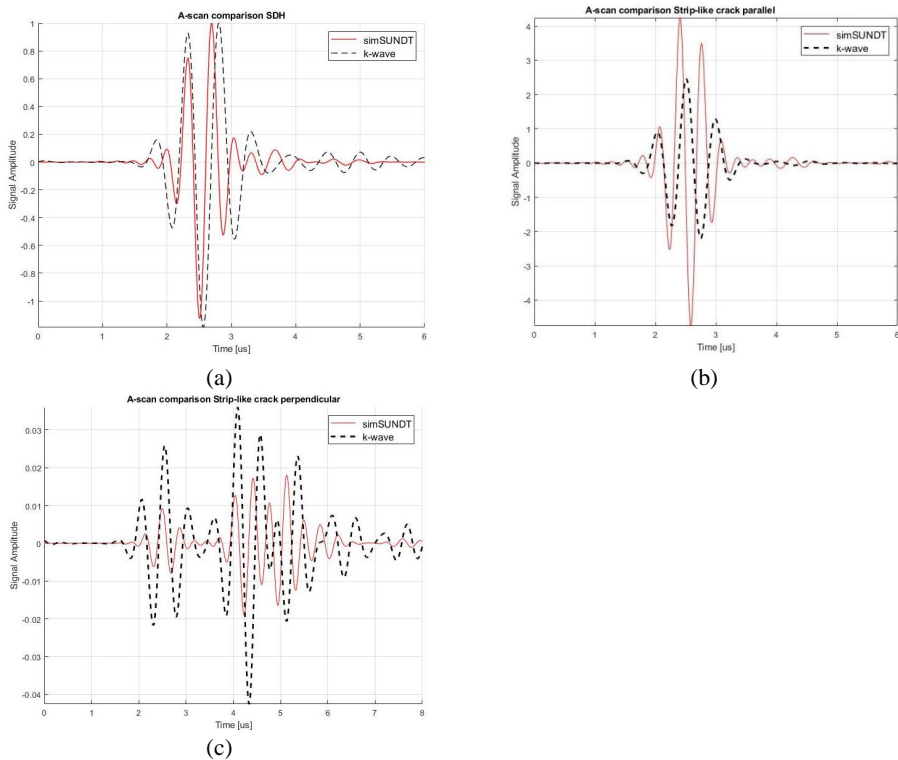 A-scan comparison SDH
simSUNDT
k-wave
Signal Amplitude
1
0.8
0.6
0.4
0.2
0
-0.2
-0.4
-0.6
-0.8
-1
0 1 2 3 4 5 6
Time [us]
(a)
A-scan comparison Strip-like crack parallel
simSUNDT
k-wave
Signal Amplitude
4
3
2
1
0
-1
-2
-3
-4
0 1 2 3 4 5 6
Time [us]
(b)
A-scan comparison Strip-like crack perpendicular
simSUNDT
k-wave
Signal Amplitude
0.03
0.02
0.01
0
-0.01
-0.02
-0.03
-0.04
0 1 2 3 4 5 6 7 8
Time [us]
(c)